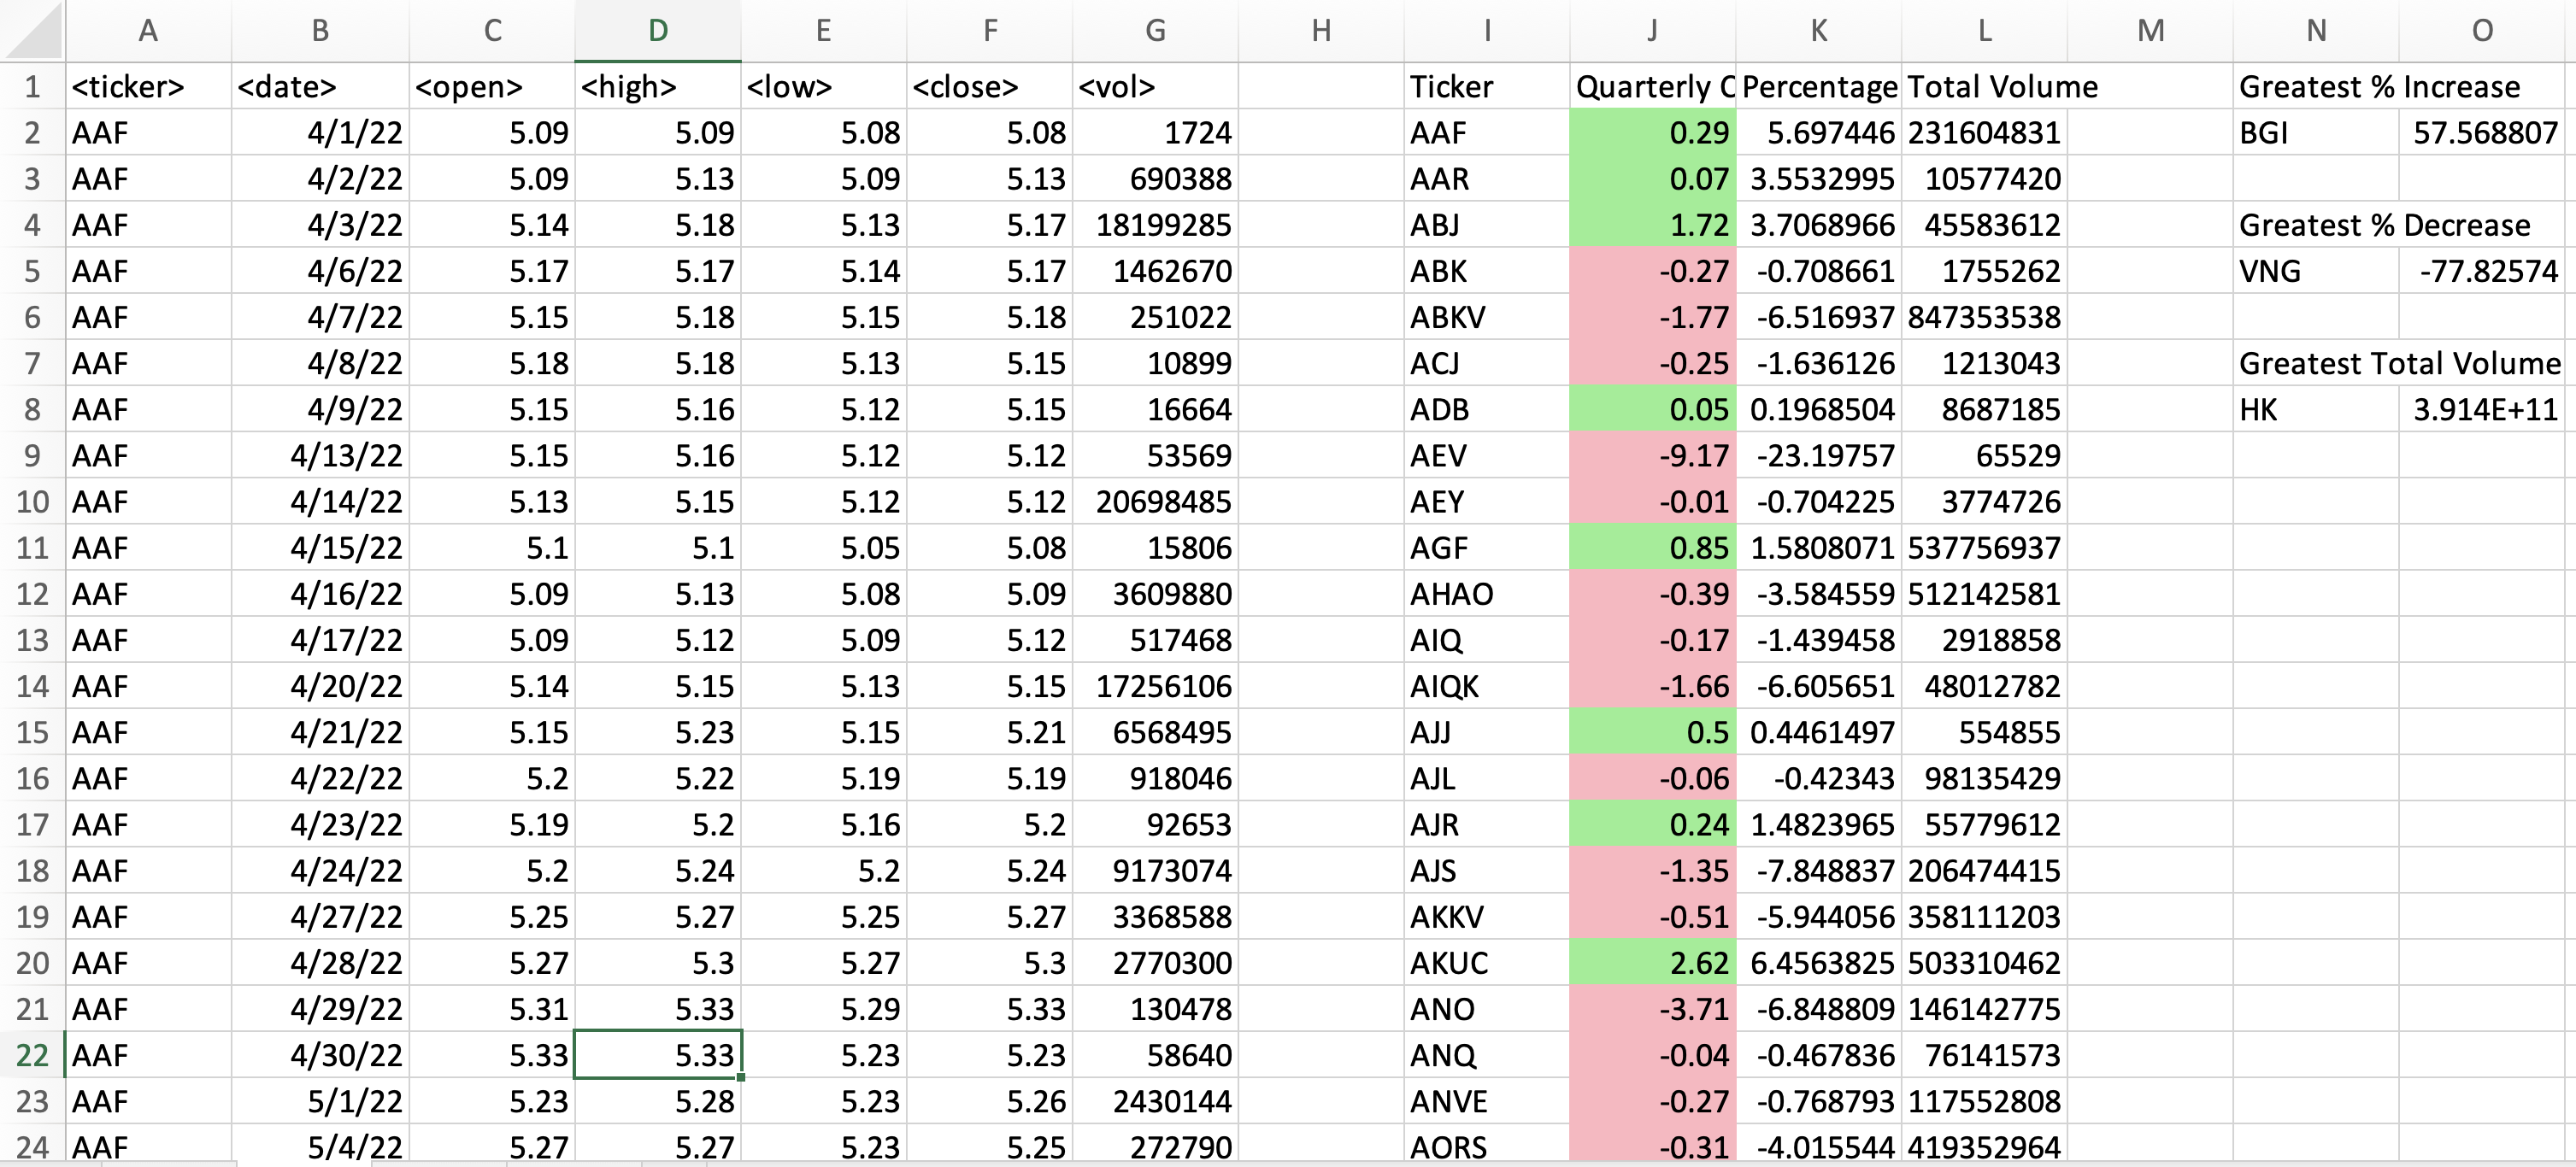 A B C D E F G H I J K L M N O
1 <ticker> <date> <open> <high> <low> <close> <vol> Ticker Quarterly C Percentage Total Volume Greatest % Increase
2 AAF 4/1/22 5.09 5.09 5.08 5.08 1724 AAF 0.29 5.697446 231604831 BGI 57.568807
3 AAF 4/2/22 5.09 5.13 5.09 5.13 690388 AAR 0.07 3.5532995 10577420
4 AAF 4/3/22 5.14 5.18 5.13 5.17 18199285 ABJ 1.72 3.7068966 45583612 Greatest % Decrease
5 AAF 4/6/22 5.17 5.17 5.14 5.17 1462670 ABK -0.27 -0.708661 1755262 VNG -77.82574
6 AAF 4/7/22 5.15 5.18 5.15 5.18 251022 ABKV -1.77 -6.516937 847353538
7 AAF 4/8/22 5.18 5.18 5.13 5.15 10899 ACJ -0.25 -1.636126 1213043 Greatest Total Volume
8 AAF 4/9/22 5.15 5.16 5.12 5.15 16664 ADB 0.05 0.1968504 8687185 HK 3.914E+11
9 AAF 4/13/22 5.15 5.16 5.12 5.12 53569 AEV -9.17 -23.19757 65529
10 AAF 4/14/22 5.13 5.15 5.12 5.12 20698485 AEY -0.01 -0.704225 3774726
11 AAF 4/15/22 5.1 5.1 5.05 5.08 15806 AGF 0.85 1.5808071 537756937
12 AAF 4/16/22 5.09 5.13 5.08 5.09 3609880 AHAO -0.39 -3.584559 512142581
13 AAF 4/17/22 5.09 5.12 5.09 5.12 517468 AIQ -0.17 -1.439458 2918858
14 AAF 4/20/22 5.14 5.15 5.13 5.15 17256106 AIQK -1.66 -6.605651 48012782
15 AAF 4/21/22 5.15 5.23 5.15 5.21 6568495 AJJ 0.5 0.4461497 554855
16 AAF 4/22/22 5.2 5.22 5.19 5.19 918046 AJL -0.06 -0.42343 98135429
17 AAF 4/23/22 5.19 5.2 5.16 5.2 92653 AJR 0.24 1.4823965 55779612
18 AAF 4/24/22 5.2 5.24 5.2 5.24 9173074 AJS -1.35 -7.848837 206474415
19 AAF 4/27/22 5.25 5.27 5.25 5.27 3368588 AKKV -0.51 -5.944056 358111203
20 AAF 4/28/22 5.27 5.3 5.27 5.3 2770300 AKUC 2.62 6.4563825 503310462
21 AAF 4/29/22 5.31 5.33 5.29 5.33 130478 ANO -3.71 -6.848809 146142775
22 AAF 4/30/22 5.33 5.33 5.23 5.23 58640 ANQ -0.04 -0.467836 76141573
23 AAF 5/1/22 5.23 5.28 5.23 5.26 2430144 ANVE -0.27 -0.768793 117552808
24 AAF 5/4/22 5.27 5.27 5.23 5.25 272790 AORS -0.31 -4.015544 419352964